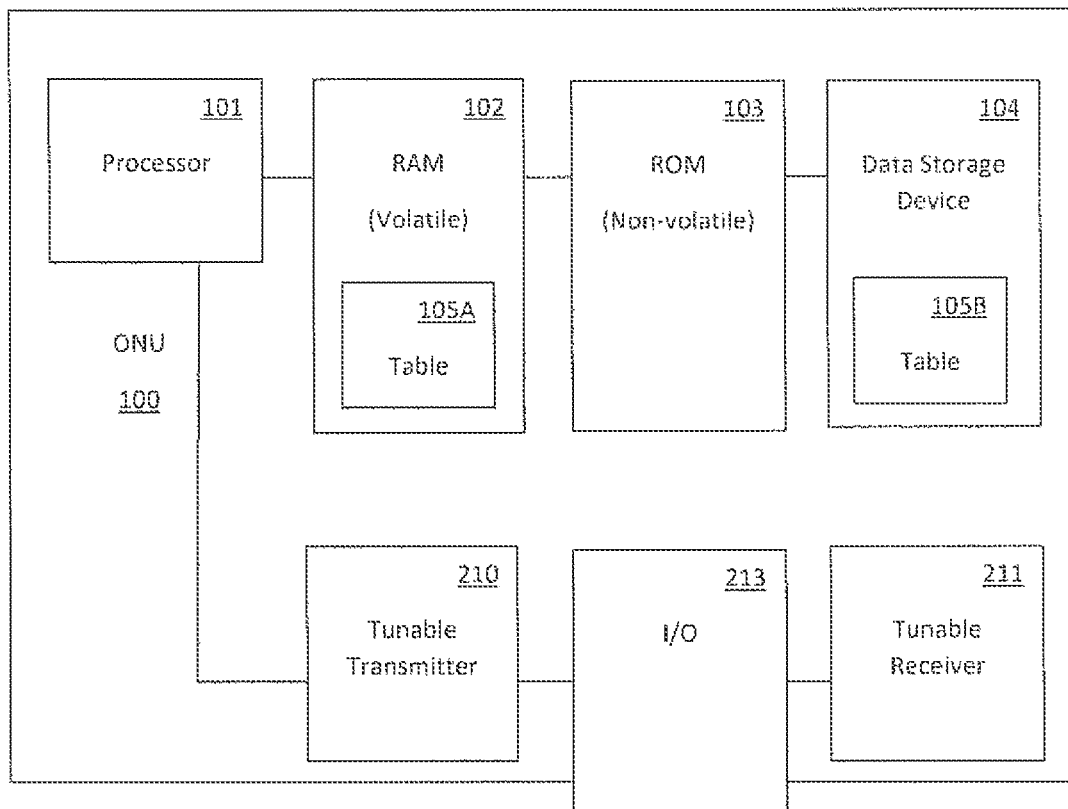 101
Processor
102
RAM
(Volatile)
105A
Table
103
ROM
(Non-volatile)
104
Data Storage
Device
105B
Table
ONU
100
210
Tunable
Transmitter
213
I/O
211
Tunable
Receiver